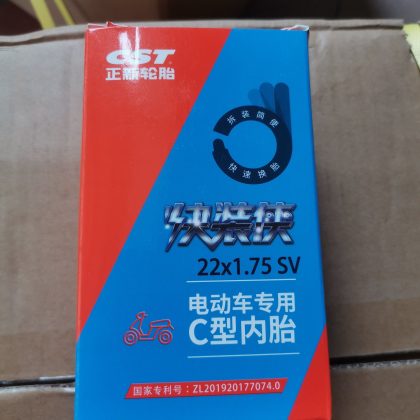 CST
正新轮胎
拆装简便
快速换胎
快装侠
22x1.75 SV
电动车专用
C型内胎
国家专利号：ZL201920177074.0